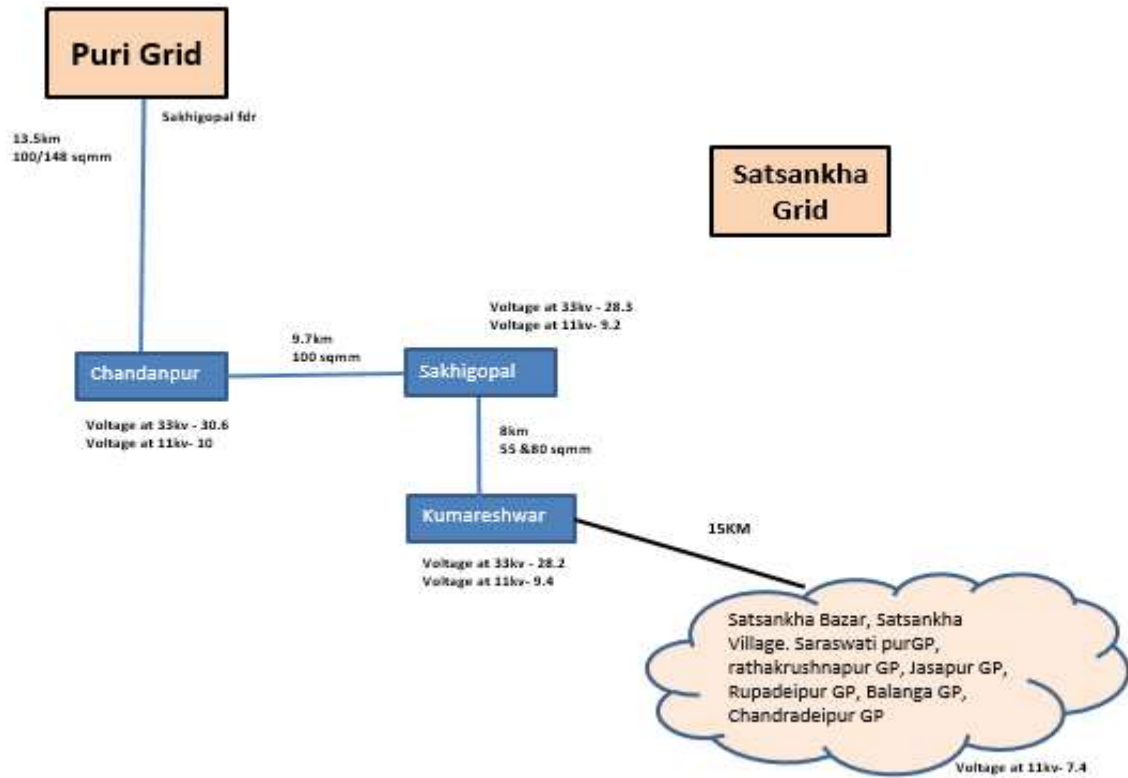 Puri Grid
Sakhigopal fdr
13.5km
100/148 sqmm
Satsankha
Grid
Voltage at 33kv - 28.3
Voltage at 11kv- 9.2
9.7km
100 sqmm
Chandanpur
Sakhigopal
Voltage at 33kv - 30.6
Voltage at 11kv- 10
8km
55 &80 sqmm
Kumareshwar
15KM
Voltage at 33kv - 28.2
Voltage at 11kv- 9.4
Satsankha Bazar, Satsankha
Village. Saraswati purGP,
rathakrushnapur GP, Jasapur GP,
Rupadeipur GP, Balanga GP,
Chandradeipur GP
Voltage at 11kv- 7.4